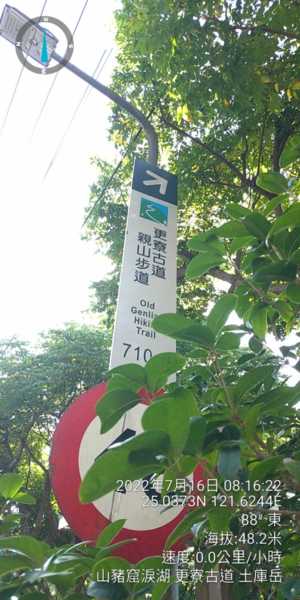 更寮古道
親山步道
Old
Genliao
Hiking
Trail
710
2022年7月16日 08:16:22
25.0373N 121.6244E
88°東
海拔:48.2米
速度:0.0公里/小時
山豬窟淚湖 更寮古道 土庫岳